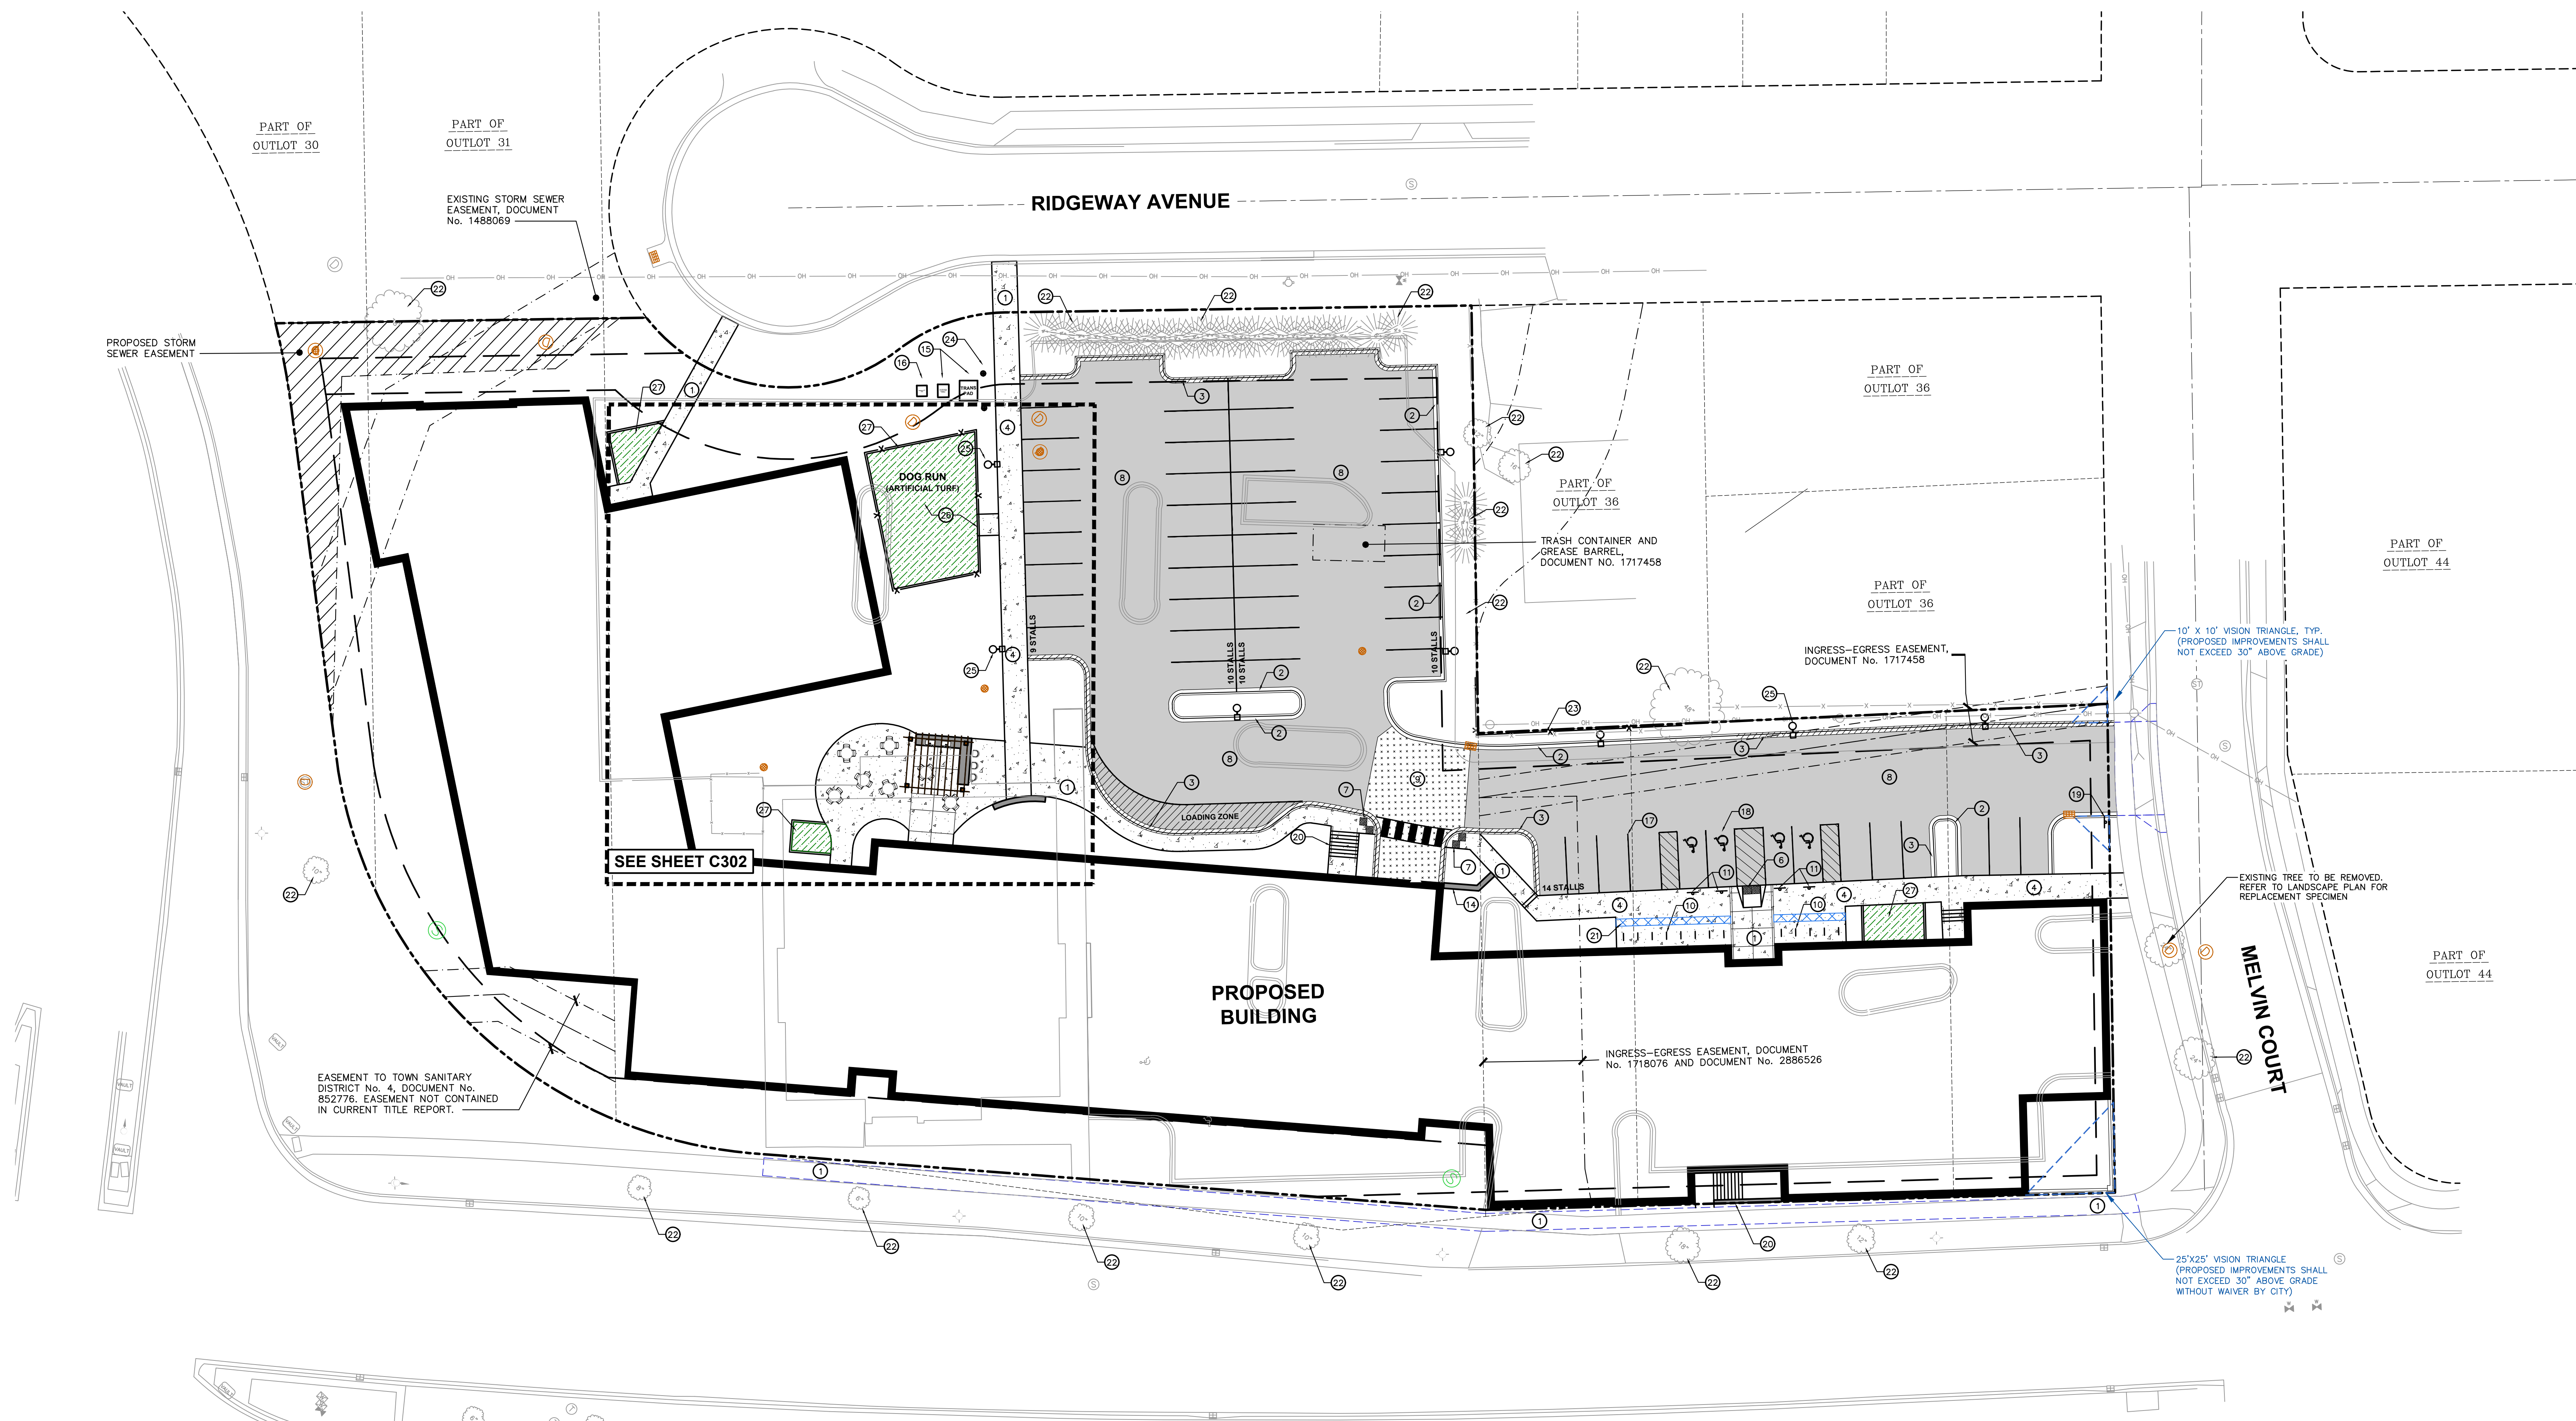 PART OF
OUTLOT 30
PART OF
OUTLOT 31
EXISTING STORM SEWER
EASEMENT, DOCUMENT
No. 1488069
RIDGEWAY AVENUE
PROPOSED STORM
SEWER EASEMENT
TRANS
PAD
DOG RUN
(ARTIFICIAL TURF)
9 STALLS
10 STALLS
10 STALLS
10 STALLS
PART OF
OUTLOT 36
PART OF
OUTLOT 36
TRASH CONTAINER AND
GREASE BARREL,
DOCUMENT NO. 1717458
PART OF
OUTLOT 36
PART OF
OUTLOT 44
INGRESS-EGRESS EASEMENT,
DOCUMENT No. 1717458
10' X 10' VISION TRIANGLE, TYP.
(PROPOSED IMPROVEMENTS SHALL
NOT EXCEED 30" ABOVE GRADE)
LOADING ZONE
SEE SHEET C302
14 STALLS
EXISTING TREE TO BE REMOVED.
REFER TO LANDSCAPE PLAN FOR
REPLACEMENT SPECIMEN
MELVIN COURT
PART OF
OUTLOT 44
PROPOSED
BUILDING
INGRESS-EGRESS EASEMENT, DOCUMENT
No. 1718076 AND DOCUMENT No. 2886526
EASEMENT TO TOWN SANITARY
DISTRICT No. 4, DOCUMENT No.
852776. EASEMENT NOT CONTAINED
IN CURRENT TITLE REPORT.
25'X25' VISION TRIANGLE
(PROPOSED IMPROVEMENTS SHALL
NOT EXCEED 30" ABOVE GRADE
WITHOUT WAIVER BY CITY)
VAULT
VAULT
VAULT
VAULT
VAULT